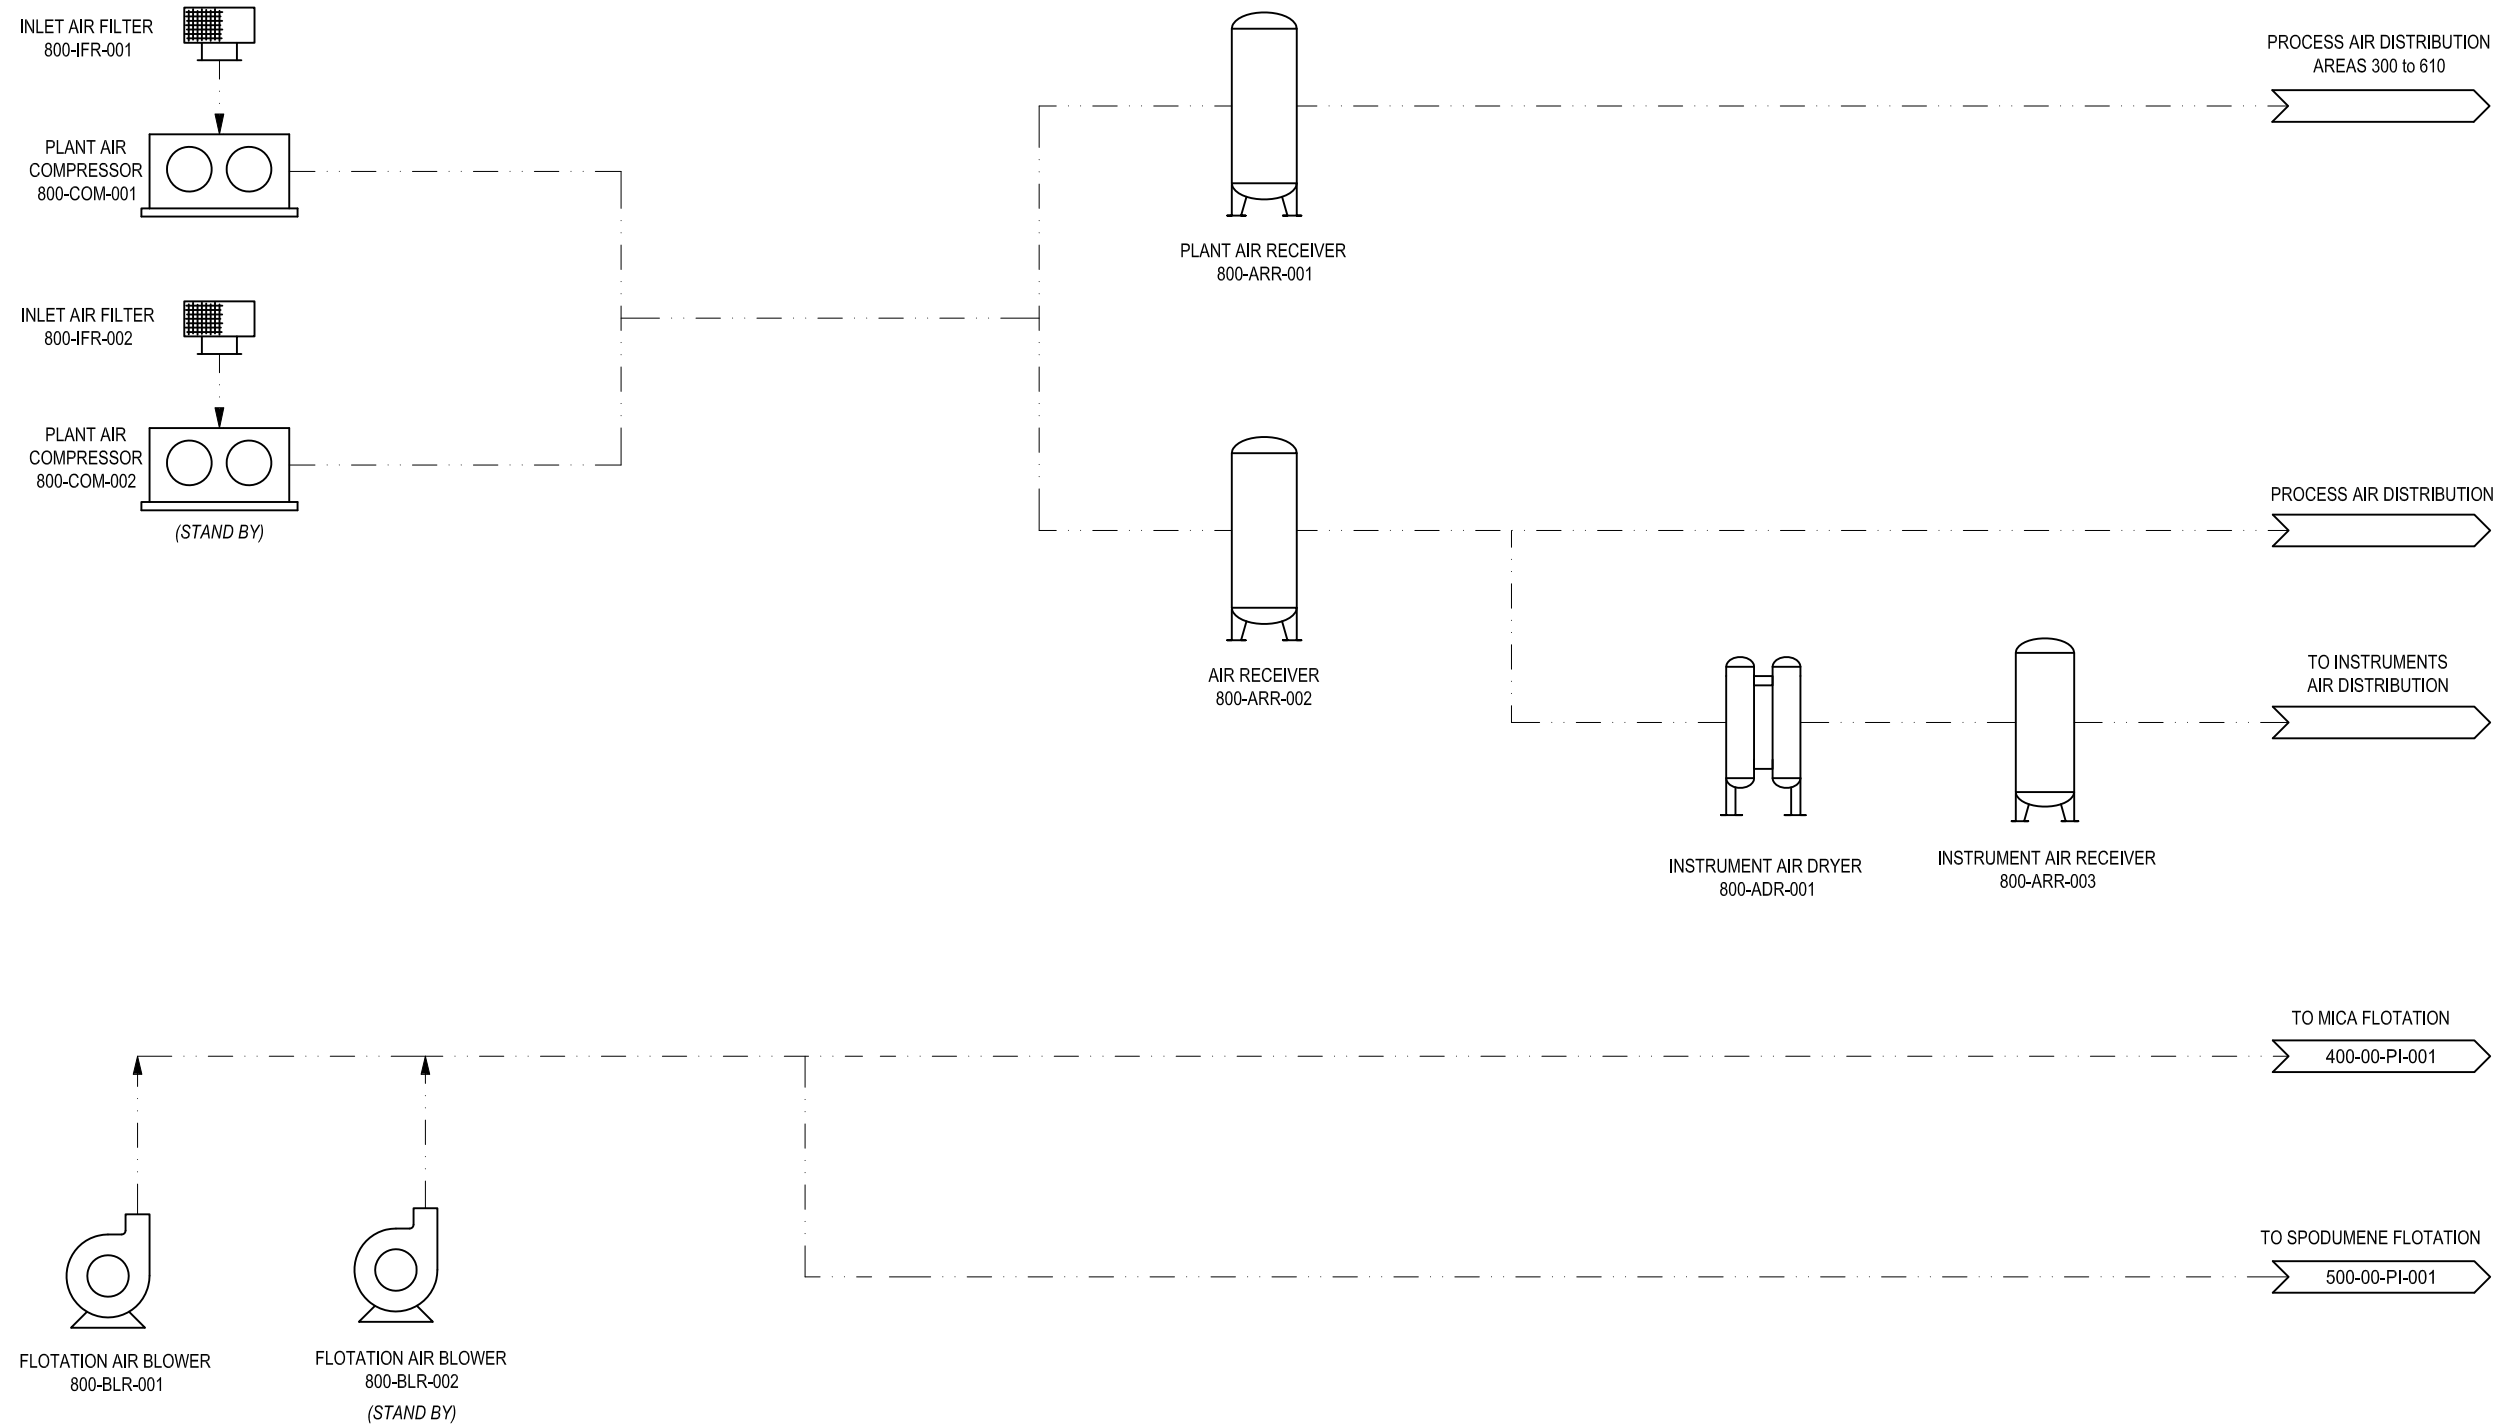 INLET AIR FILTER
800-IFR-001
PROCESS AIR DISTRIBUTION
AREAS 300 to 610
PLANT AIR
COMPRESSOR
800-COM-001
PLANT AIR RECEIVER
800-ARR-001
INLET AIR FILTER
800-IFR-002
PLANT AIR
COMPRESSOR
800-COM-002
(STAND BY)
PROCESS AIR DISTRIBUTION
AIR RECEIVER
800-ARR-002
TO INSTRUMENTS
AIR DISTRIBUTION
INSTRUMENT AIR DRYER
800-ADR-001
INSTRUMENT AIR RECEIVER
800-ARR-003
TO MICA FLOTATION
400-00-PI-001
TO SPODUMENE FLOTATION
500-00-PI-001
FLOTATION AIR BLOWER
800-BLR-001
FLOTATION AIR BLOWER
800-BLR-002
(STAND BY)